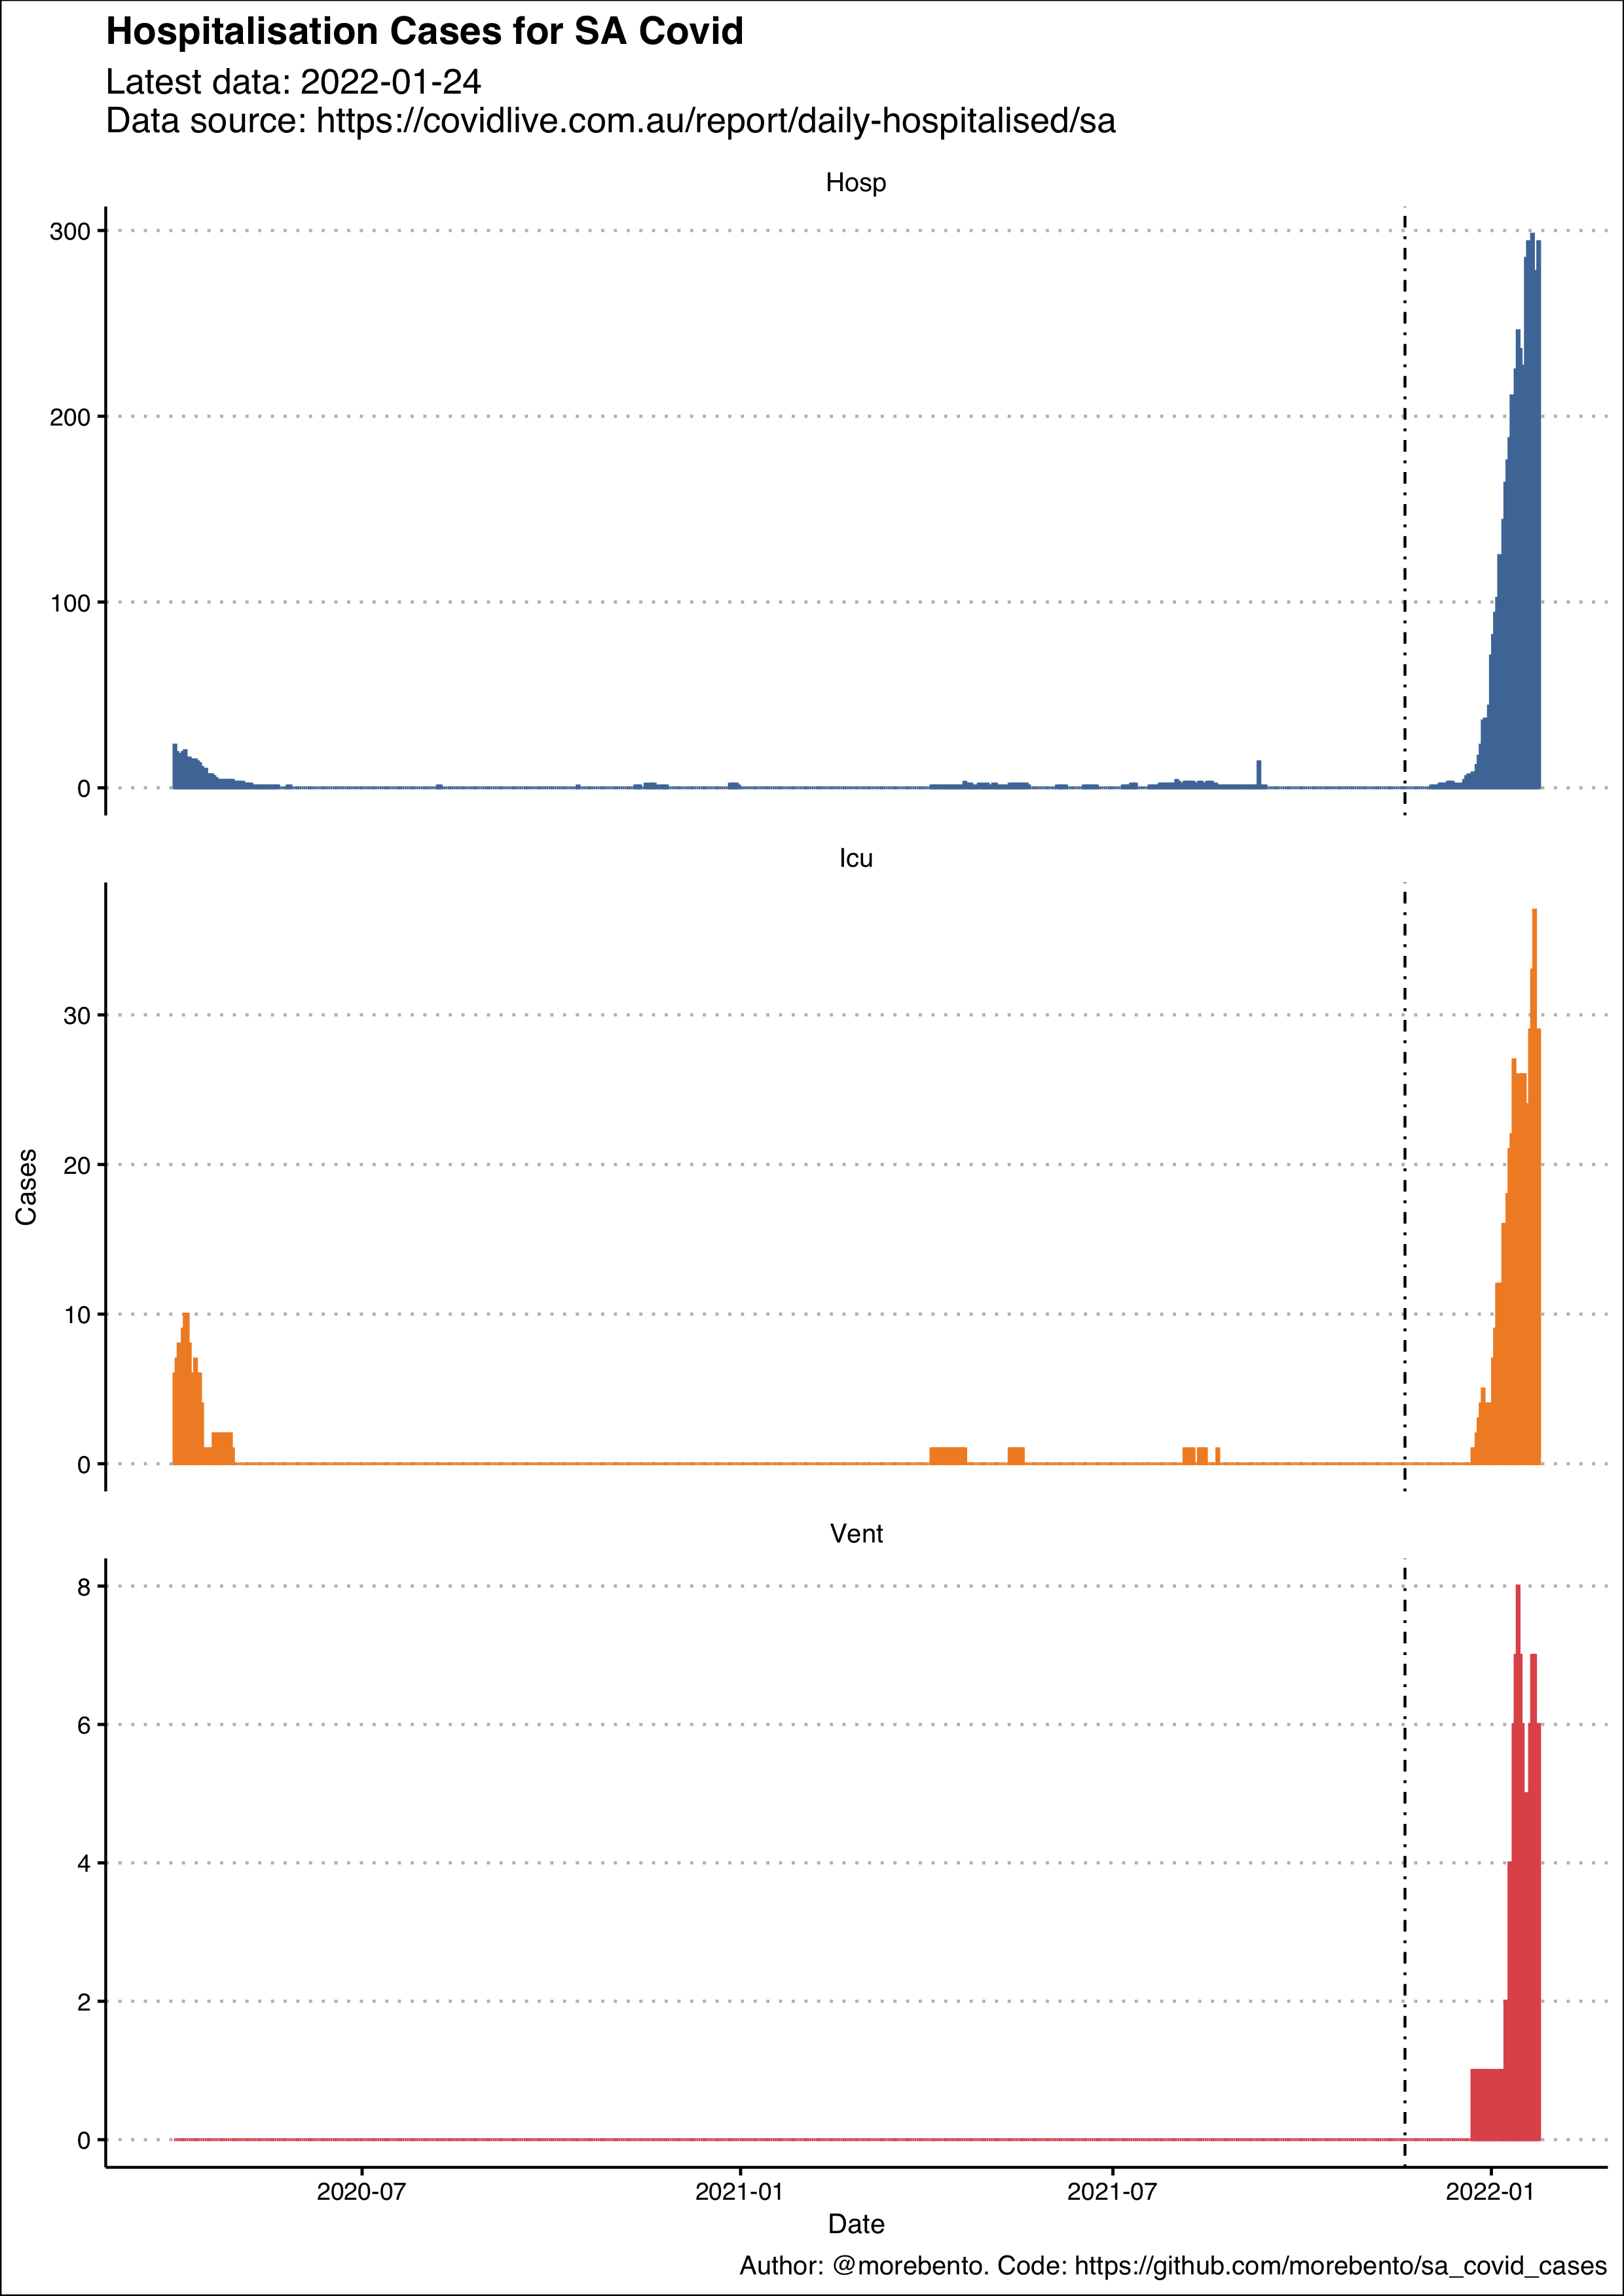 Hospitalisation Cases for SA Covid
Latest data: 2022-01-24
Data source: https://covidlive.com.au/report/daily-hospitalised/sa
Hosp
300
200
100
0
Icu
30
20
10
0
Cases
Vent
8
6
4
2
0
2020-07 2021-01 2021-07 2022-01
Date
Author: @morebento. Code: https://github.com/morebento/sa_covid_cases